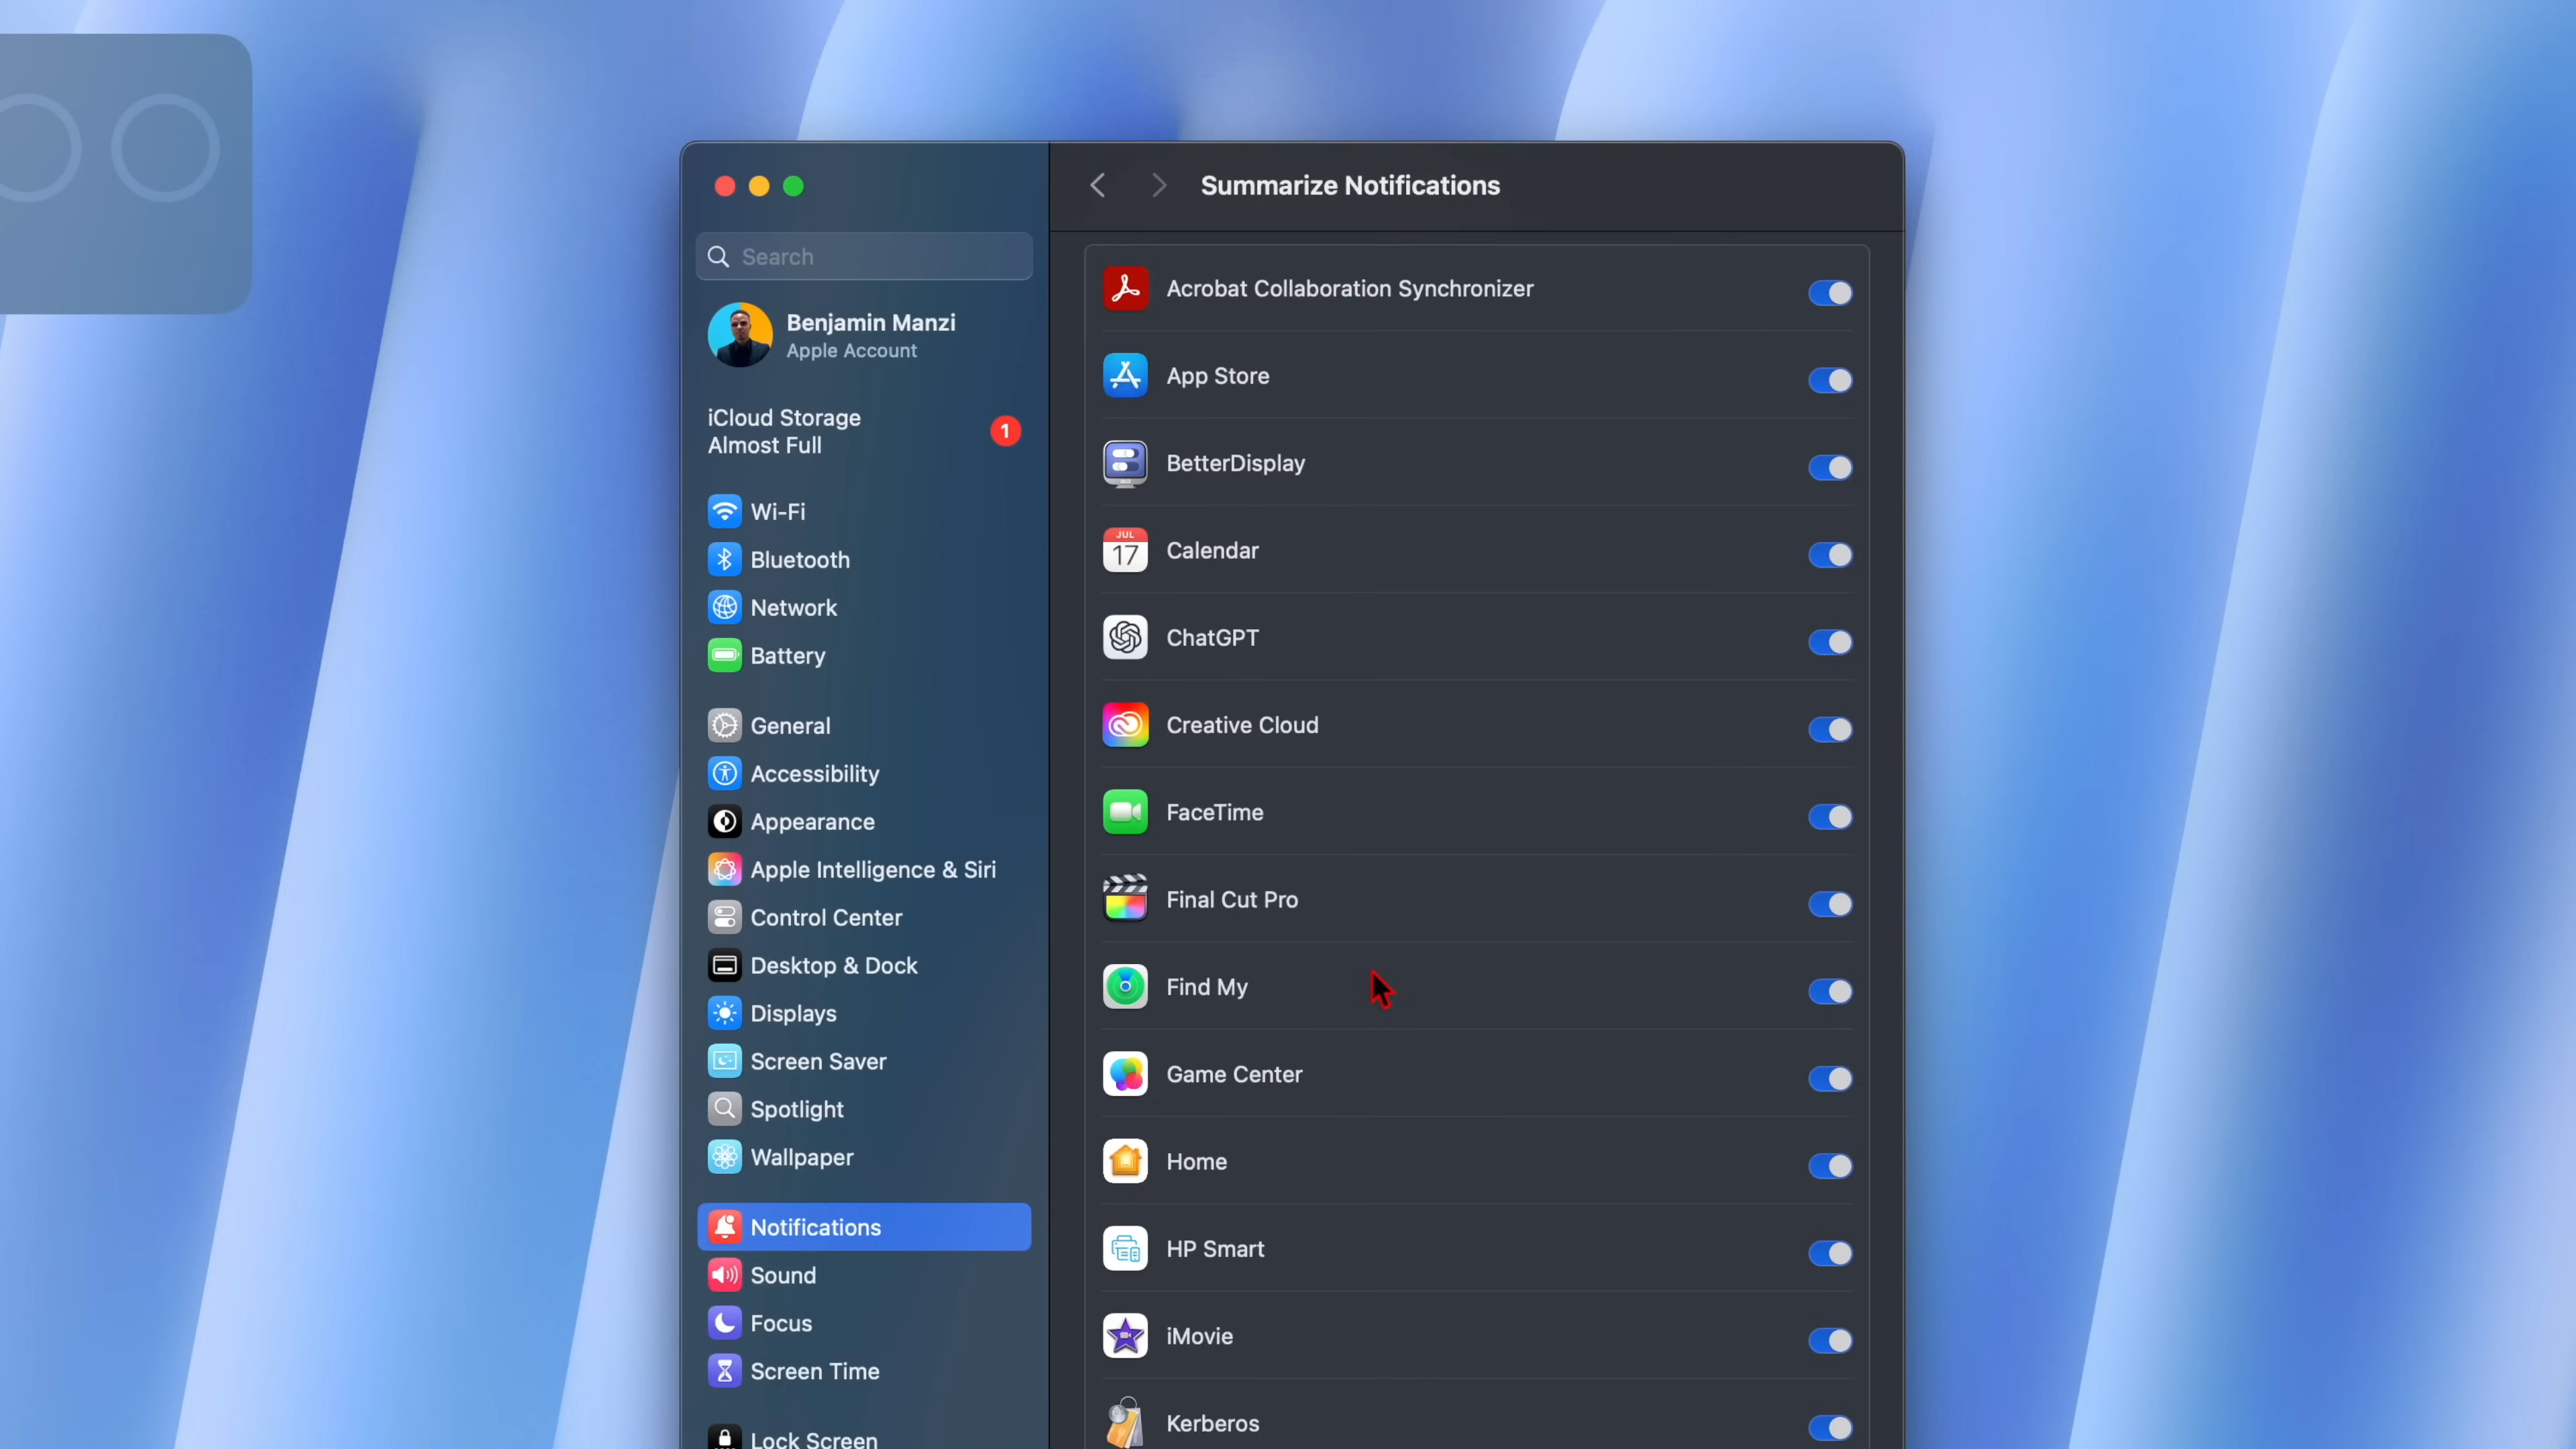 Summarize Notifications
Search
Benjamin Manzi
Apple Account
iCloud Storage
Almost Full
1
Wi-Fi
Bluetooth
Network
Battery
General
Accessibility
Appearance
Apple Intelligence & Siri
Control Center
Desktop & Dock
Displays
Screen Saver
Spotlight
Wallpaper
Notifications
Sound
Focus
Screen Time
Lock Screen
Acrobat Collaboration Synchronizer
App Store
BetterDisplay
JUL
17
Calendar
ChatGPT
Creative Cloud
FaceTime
Final Cut Pro
Find My
Game Center
Home
HP Smart
iMovie
Kerberos